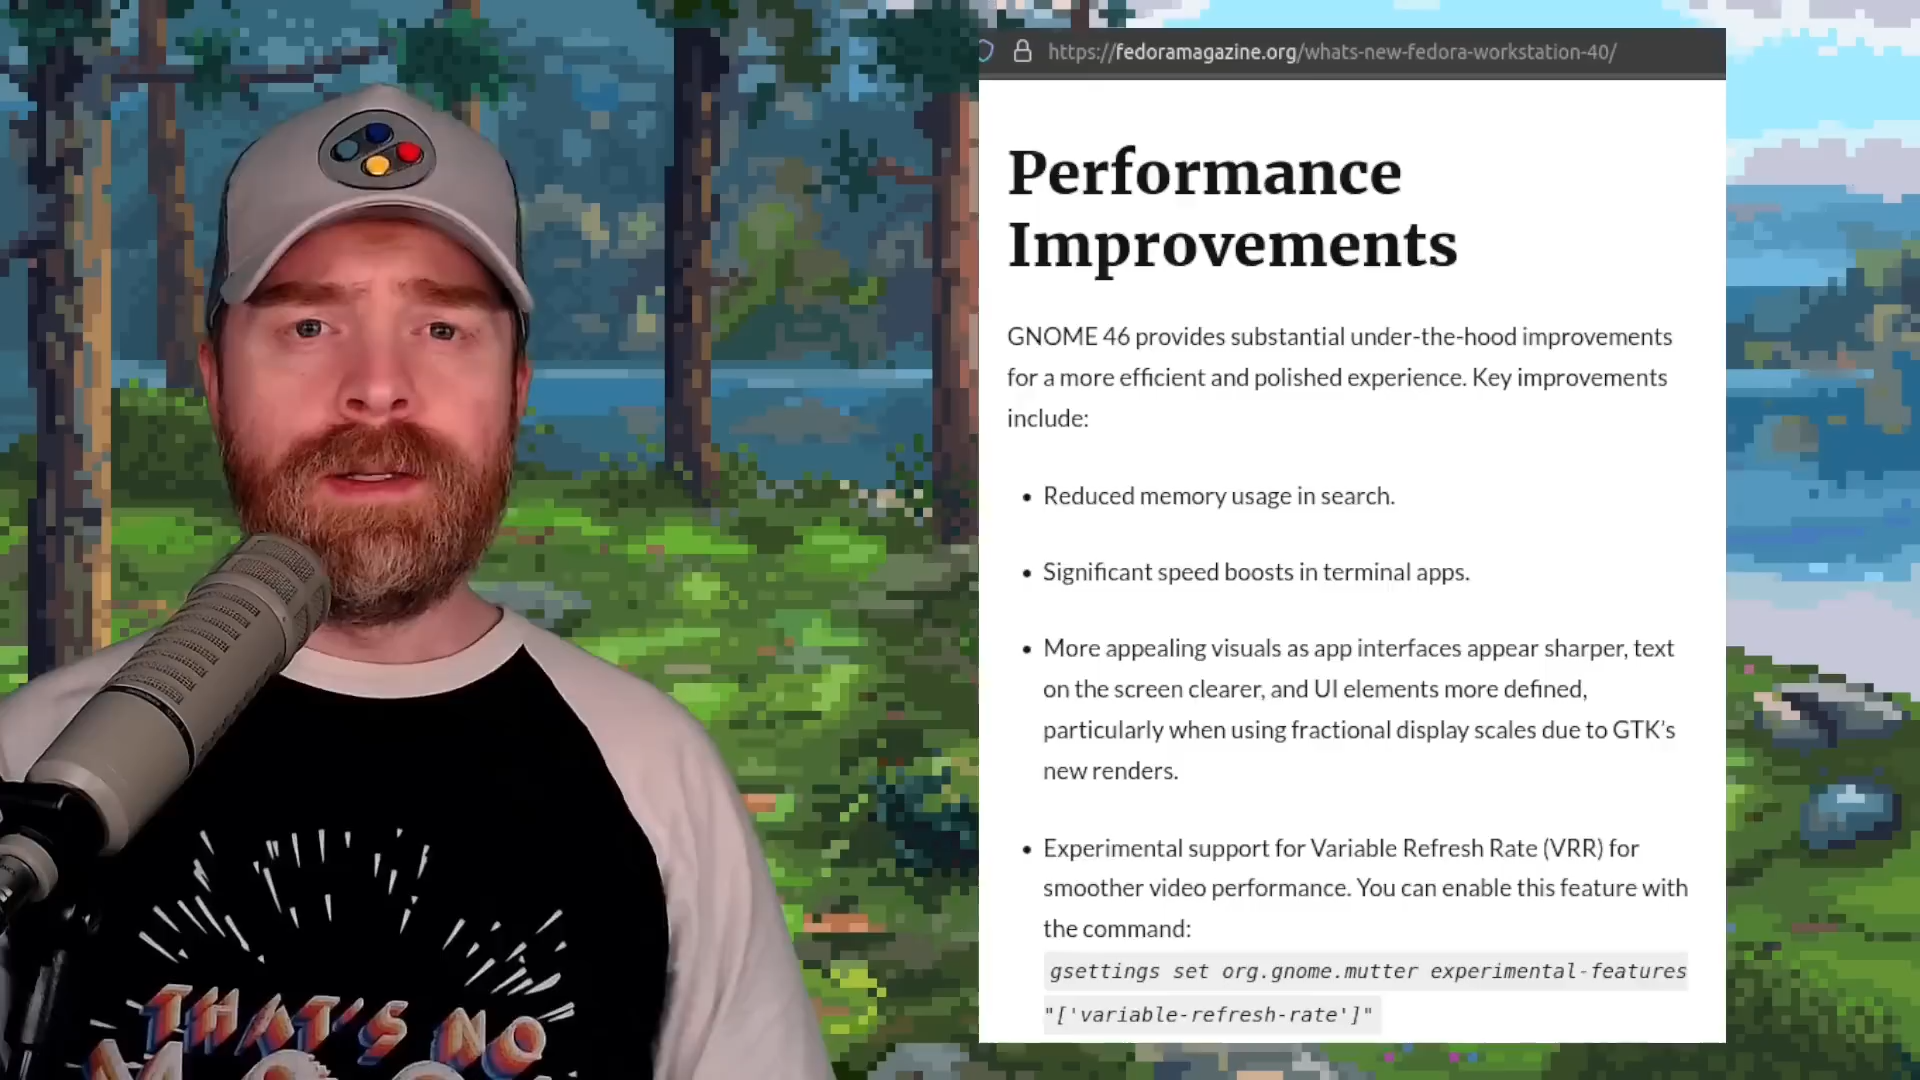 https://fedoramagazine.org/whats-new-fedora-workstation-40/
Performance
Improvements
GNOME 46 provides substantial under-the-hood improvements
for a more efficient and polished experience. Key improvements
include:
• Reduced memory usage in search.
• Significant speed boosts in terminal apps.
• More appealing visuals as app interfaces appear sharper, text
on the screen clearer, and UI elements more defined,
particularly when using fractional display scales due to GTK’s
new renders.
• Experimental support for Variable Refresh Rate (VRR) for
smoother video performance. You can enable this feature with
the command:
gsettings set org.gnome.mutter experimental-features
"['variable-refresh-rate']"
THAT'S NO